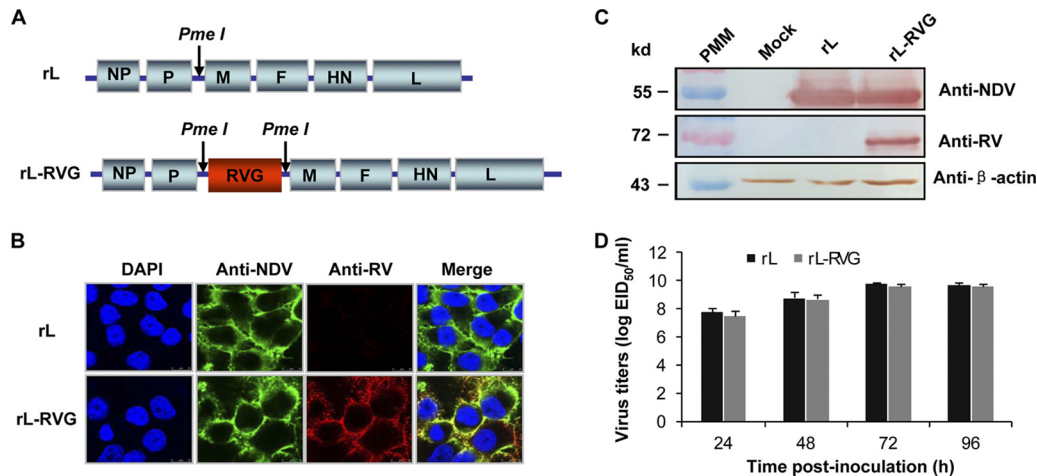 A
Pme I
rL
NP P M F HN L
Pme I Pme I
rL-RVG
NP P RVG M F HN L
B
DAPI Anti-NDV Anti-RV Merge
rL
rL-RVG
C
kd PMM Mock rL rL-RVG
55 Anti-NDV
72 Anti-RV
43 Anti-β-actin
D
rL rL-RVG
Virus titers (log EID50/ml)
12
10
8
6
4
2
0
24 48 72 96
Time post-inoculation (h)